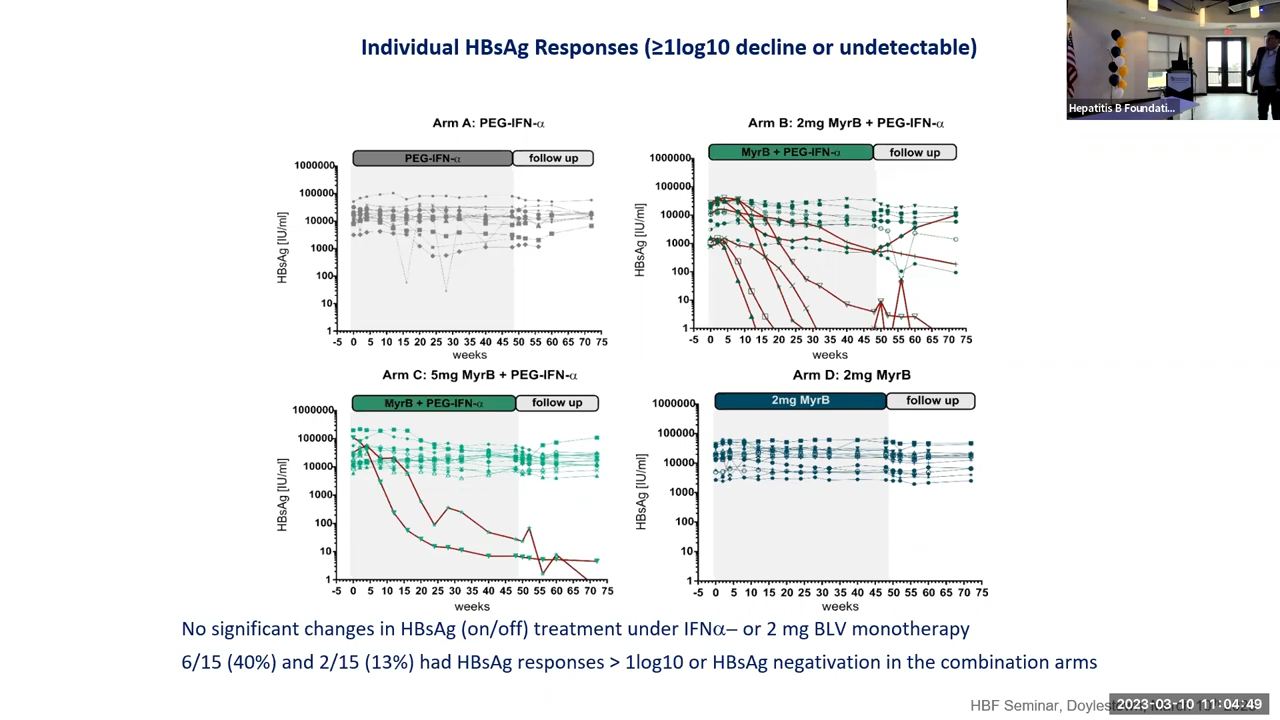 Individual HBsAg Responses (≥1log10 decline or undetectable)
Hepatitis B Foundati...
Arm A: PEG-IFN-α
PEG-IFN-α
follow up
HBsAg [IU/ml]
1000000
100000
10000
1000
100
10
1
-5 0 5 10 15 20 25 30 35 40 45 50 55 60 65 70 75
weeks
Arm B: 2mg MyrB + PEG-IFN-α
MyrB + PEG-IFN-α
follow up
HBsAg [IU/ml]
1000000
100000
10000
1000
100
10
1
-5 0 5 10 15 20 25 30 35 40 45 50 55 60 65 70 75
weeks
Arm C: 5mg MyrB + PEG-IFN-α
MyrB + PEG-IFN-α
follow up
HBsAg [IU/ml]
1000000
100000
10000
1000
100
10
1
-5 0 5 10 15 20 25 30 35 40 45 50 55 60 65 70 75
weeks
Arm D: 2mg MyrB
2mg MyrB
follow up
HBsAg [IU/ml]
1000000
100000
10000
1000
100
10
1
-5 0 5 10 15 20 25 30 35 40 45 50 55 60 65 70 75
weeks
No significant changes in HBsAg (on/off) treatment under IFNα– or 2 mg BLV monotherapy
6/15 (40%) and 2/15 (13%) had HBsAg responses > 1log10 or HBsAg negativation in the combination arms
HBF Seminar,
2023-03-10 11:04:49